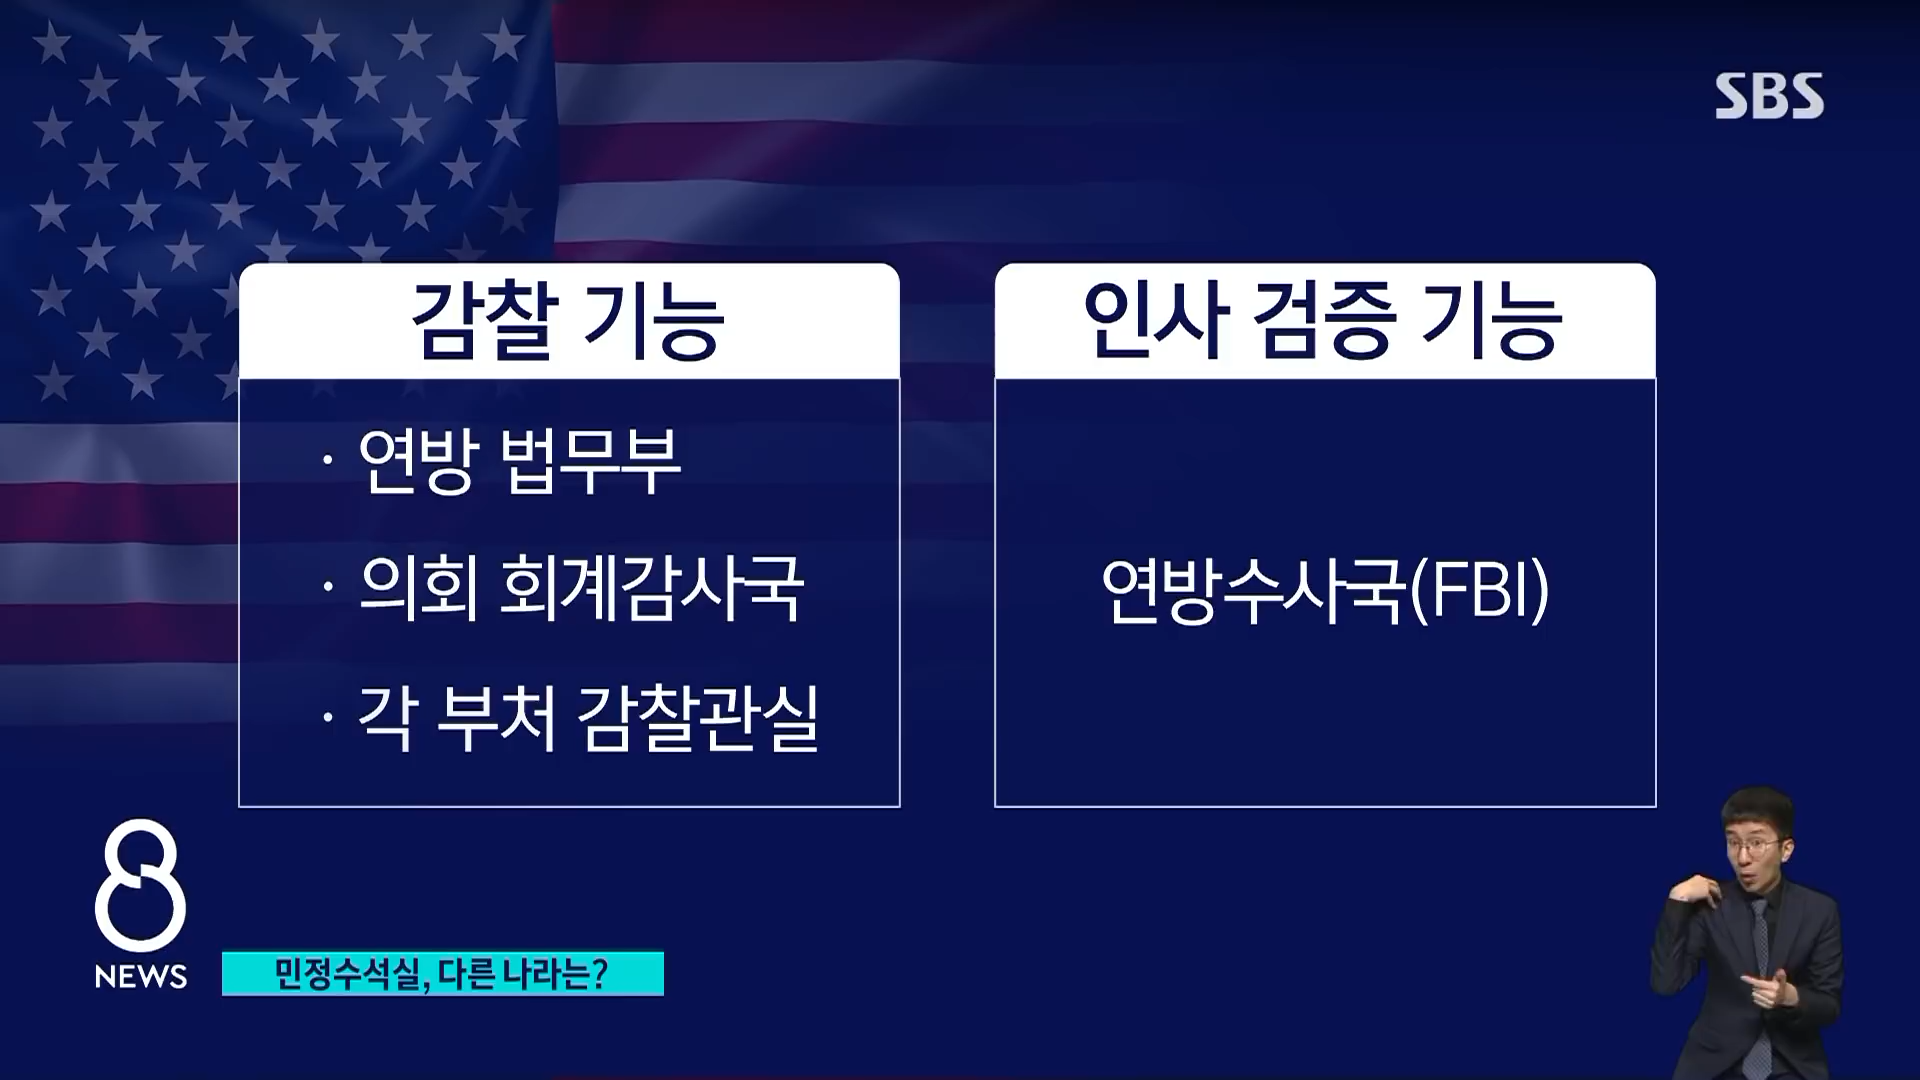 SBS
감찰 기능
· 연방 법무부
· 의회 회계감사국
· 각 부처 감찰관실
인사 검증 기능
연방수사국(FBI)
8
NEWS
민정수석실, 다른 나라는?